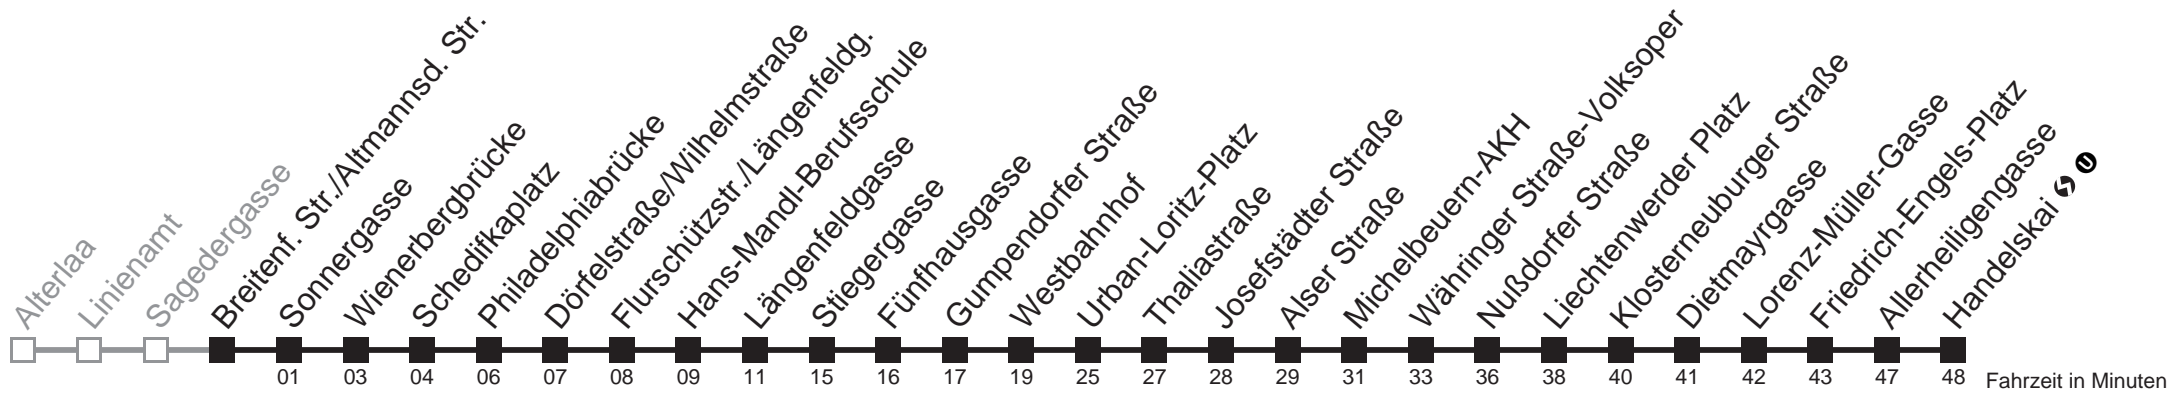 Alterlaa
Linienamt
Sagedergasse
Breitenf. Str./Altmannsd. Str.
Sonnergasse
Wienerbergbrücke
Schedifkaplatz
Philadelphiabrücke
Dörfelstraße/Wilhelmstraße
Flurschützstr./Längenfeldg.
Hans-Mandl-Berufsschule
Längenfeldgasse
Stiegergasse
Fünfhausgasse
Gumpendorfer Straße
Westbahnhof
Urban-Loritz-Platz
Thaliastraße
Josefstädter Straße
Alser Straße
Michelbeuern-AKH
Währinger Straße-Volksoper
Nußdorfer Straße
Liechtenwerder Platz
Klosterneuburger Straße
Dietmayrgasse
Lorenz-Müller-Gasse
Friedrich-Engels-Platz
Allerheiligengasse
Handelskai S U
01 03 04 06 07 08 09 11 15 16 17 19 25 27 28 29 31 33 36 38 40 41 42 43 47 48 Fahrzeit in Minuten